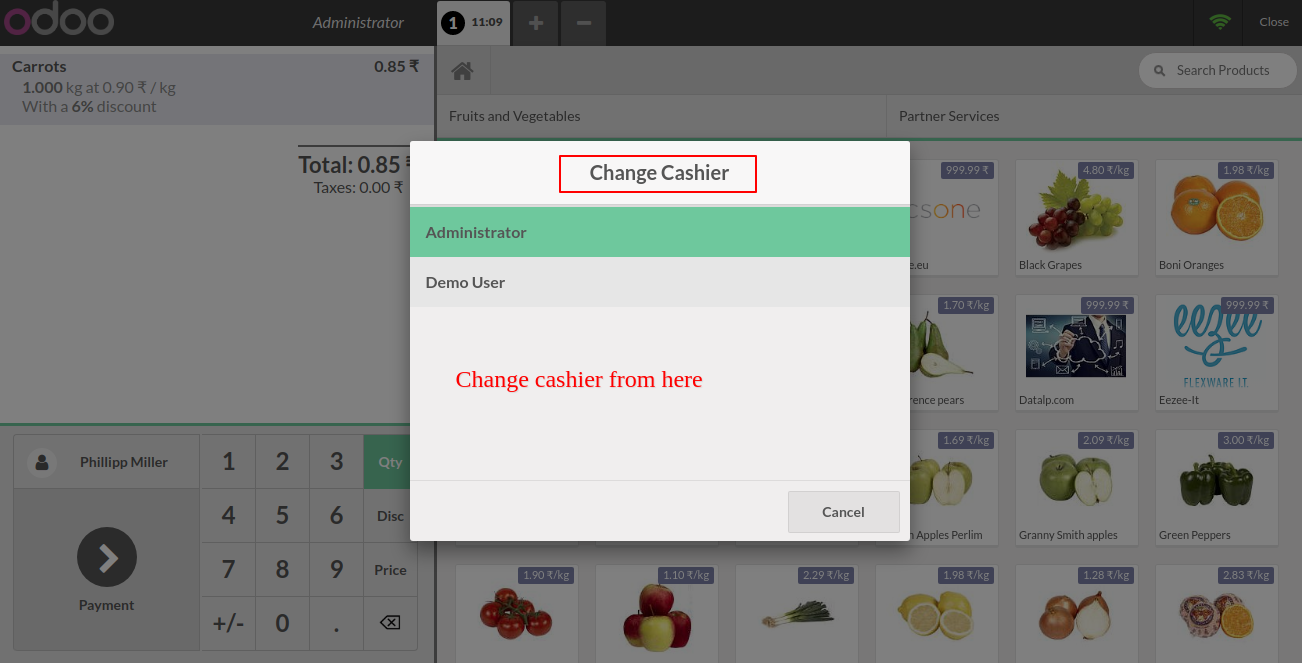 odoo
Administrator
1 11:09
Close
Carrots 0.85 ₹
1.000 kg at 0.90 ₹ / kg
With a 6% discount
Total: 0.85
Taxes: 0.00 ₹
Search Products
Fruits and Vegetables
Partner Services
Change Cashier
Administrator
Demo User
Change cashier from here
Cancel
Phillipp Miller
Payment
1 2 3 Qty
4 5 6 Disc
7 8 9 Price
+/- 0 .
999.99 ₹
csone
e.eu
4.80 ₹/kg
Black Grapes
1.98 ₹/kg
Boni Oranges
1.70 ₹/kg
rence pears
999.99 ₹
Datalp.com
999.99 ₹
eezee
FLEXWARE I.T.
Eezee-It
1.69 ₹/kg
n Apples Perlim
2.09 ₹/kg
Granny Smith apples
3.00 ₹/kg
Green Peppers
1.90 ₹/kg
1.10 ₹/kg
2.29 ₹/kg
1.98 ₹/kg
1.28 ₹/kg
2.83 ₹/kg